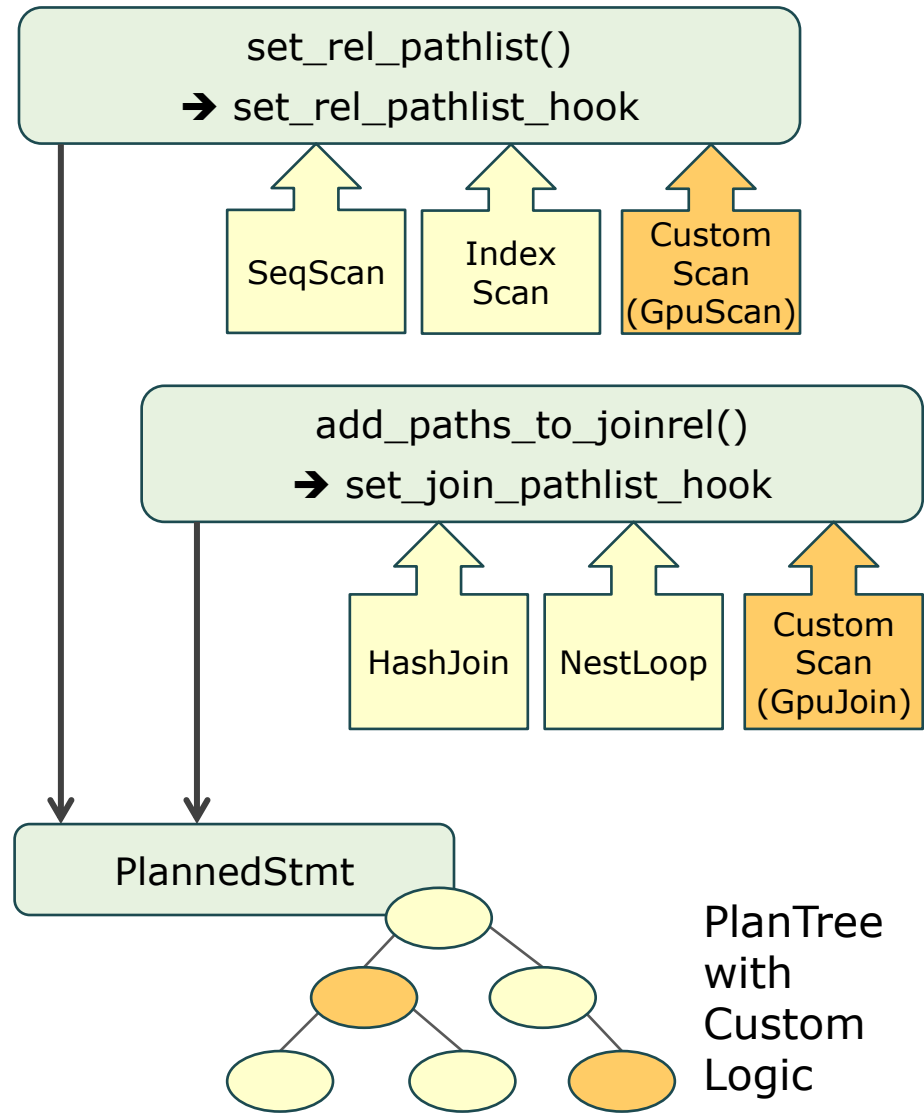 set_rel_pathlist()
➔ set_rel_pathlist_hook
SeqScan
Index
Scan
Custom
Scan
(GpuScan)
add_paths_to_joinrel()
➔ set_join_pathlist_hook
HashJoin
NestLoop
Custom
Scan
(GpuJoin)
PlannedStmt
PlanTree
with
Custom
Logic